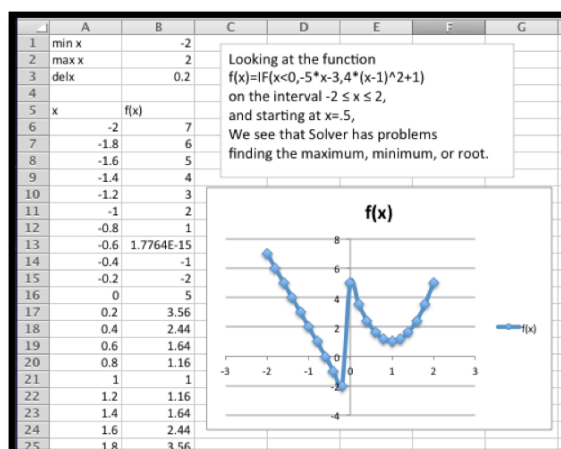 A B C D E F G
1 min x -2
2 max x 2
3 delx 0.2
4
5 x f(x)
6 -2 7
7 -1.8 6
8 -1.6 5
9 -1.4 4
10 -1.2 3
11 -1 2
12 -0.8 1
13 -0.6 1.7764E-15
14 -0.4 -1
15 -0.2 -2
16 0 5
17 0.2 3.56
18 0.4 2.44
19 0.6 1.64
20 0.8 1.16
21 1 1
22 1.2 1.16
23 1.4 1.64
24 1.6 2.44
25 1.8 3.56
Looking at the function
f(x)=IF(x<0,-5*x-3,4*(x-1)^2+1)
on the interval -2 ≤ x ≤ 2,
and starting at x=.5,
We see that Solver has problems
finding the maximum, minimum, or root.
f(x)
8
6
4
2
0
-2
-4
-3 -2 -1 0 1 2 3
f(x)